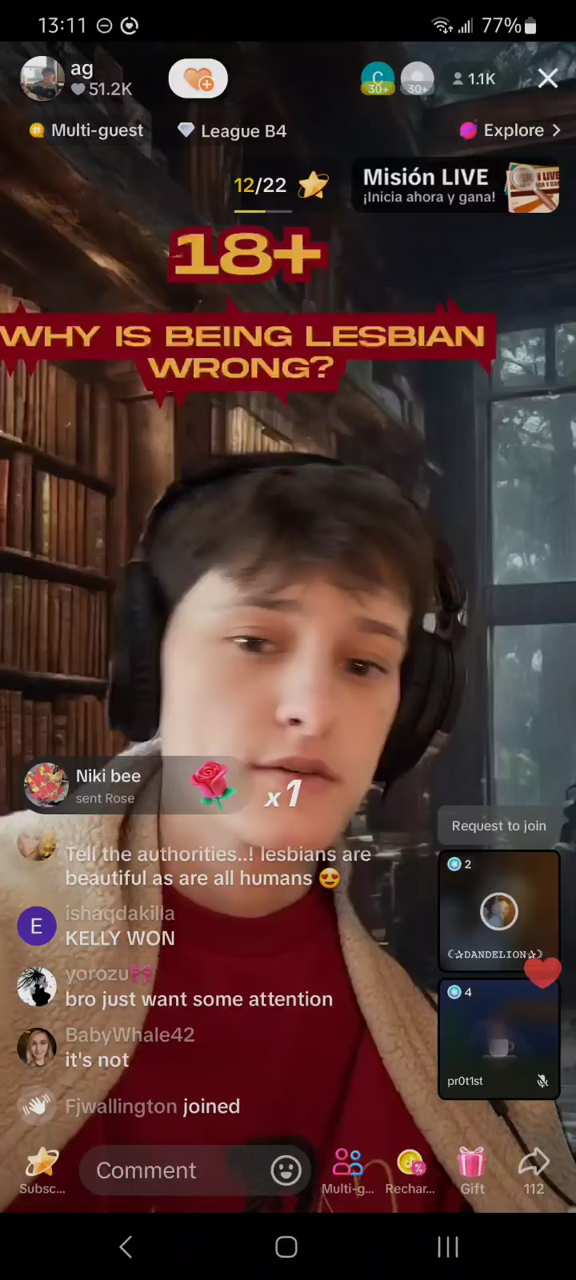 13:11
77%
ag
51.2K
C
30+
30+
1.1K
Multi-guest
League B4
Explore >
12/22
Misión LIVE
¡Inicia ahora y gana!
18+
WHY IS BEING LESBIAN
WRONG?
Niki bee
sent Rose
x1
Request to join
Tell the authorities..! lesbians are
beautiful as are all humans 😍
2
☾✰DANDELION✰☽
E
ishaqdakilla
KELLY WON
yorozu🎀
bro just want some attention
4
BabyWhale42
it's not
pr0t1st
Fjwallington joined
Comment
Subsc...
Multi-g...
Rechar...
Gift
112